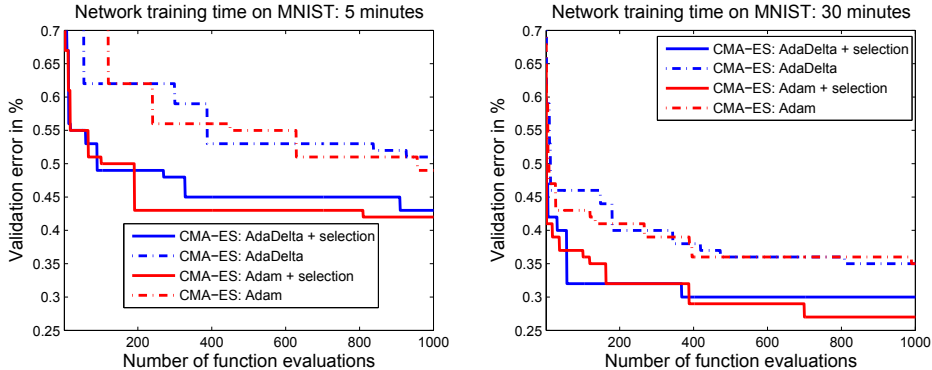 Network training time on MNIST: 5 minutes
Validation error in %
0.7
0.65
0.6
0.55
0.5
0.45
0.4
0.35
0.3
0.25
CMA−ES: AdaDelta + selection
CMA−ES: AdaDelta
CMA−ES: Adam + selection
CMA−ES: Adam
200
400
600
800
1000
Number of function evaluations
Network training time on MNIST: 30 minutes
Validation error in %
0.7
0.65
0.6
0.55
0.5
0.45
0.4
0.35
0.3
0.25
CMA−ES: AdaDelta + selection
CMA−ES: AdaDelta
CMA−ES: Adam + selection
CMA−ES: Adam
200
400
600
800
1000
Number of function evaluations